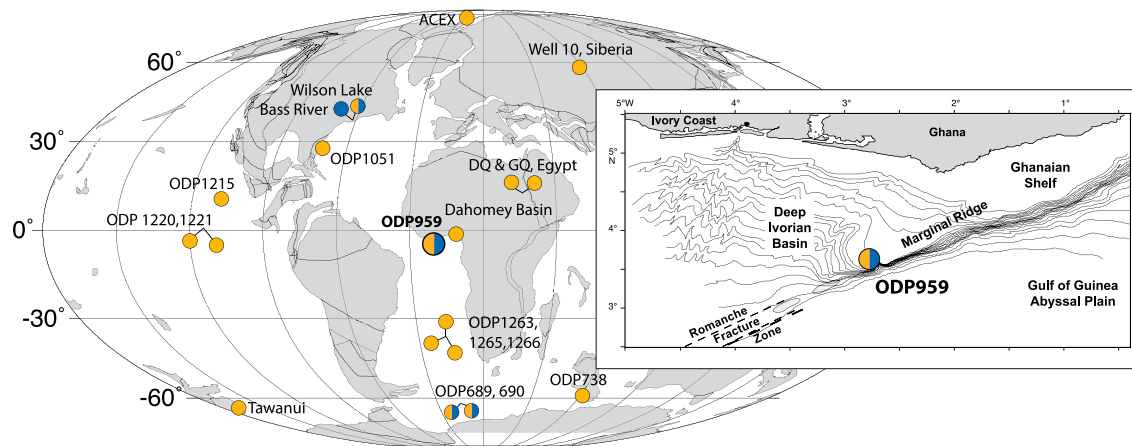 ACEX
60°
Well 10, Siberia
Wilson Lake
Bass River
30°
ODP1051
DQ & GQ, Egypt
ODP1215
ODP 1220,1221
Dahomey Basin
ODP959
0°
-30°
ODP1263,
1265,1266
ODP689, 690
ODP738
-60°
Tawanui
5°W
4°
3°
2°
1°
Ivory Coast
Ghana
5°
N
Ghanaian
Shelf
Deep
Ivorian
Basin
Marginal Ridge
4°
ODP959
Gulf of Guinea
Abyssal Plain
3°
Romanche
Fracture
Zone